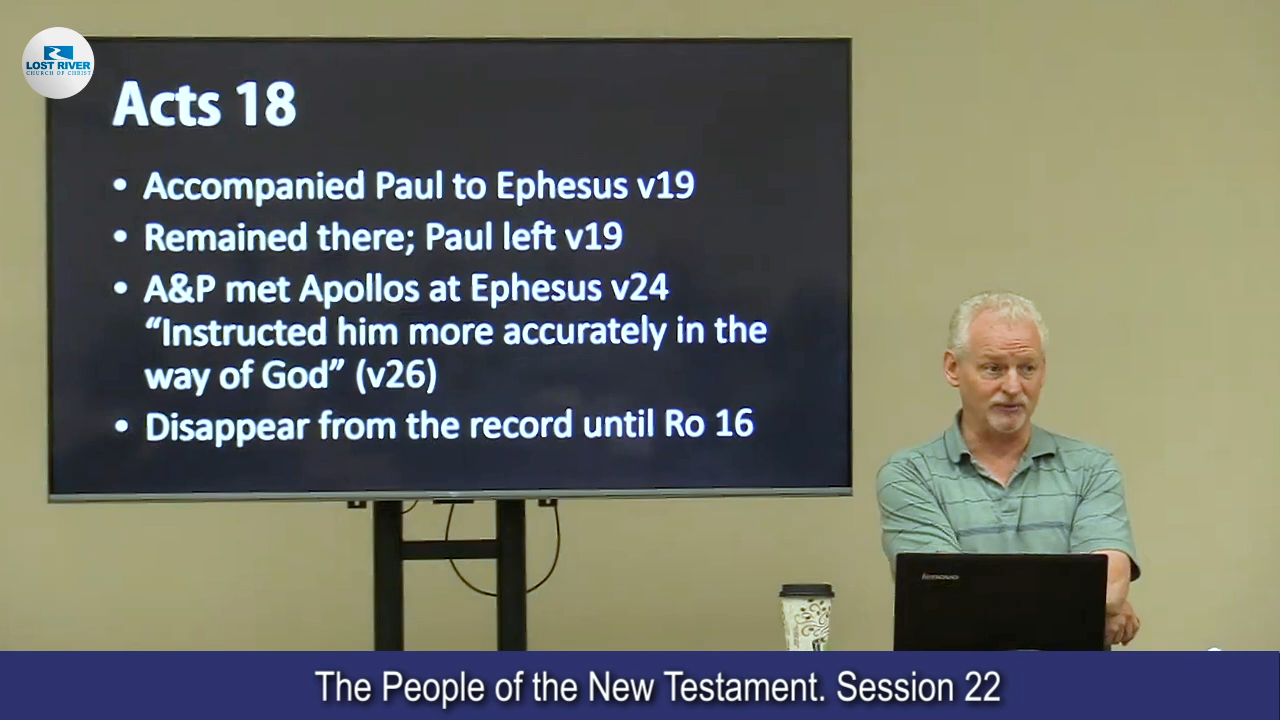 LOST RIVER
CHURCH OF CHRIST
Acts 18
• Accompanied Paul to Ephesus v19
• Remained there; Paul left v19
• A&P met Apollos at Ephesus v24
“Instructed him more accurately in the
way of God” (v26)
• Disappear from the record until Ro 16
lenovo
The People of the New Testament. Session 22